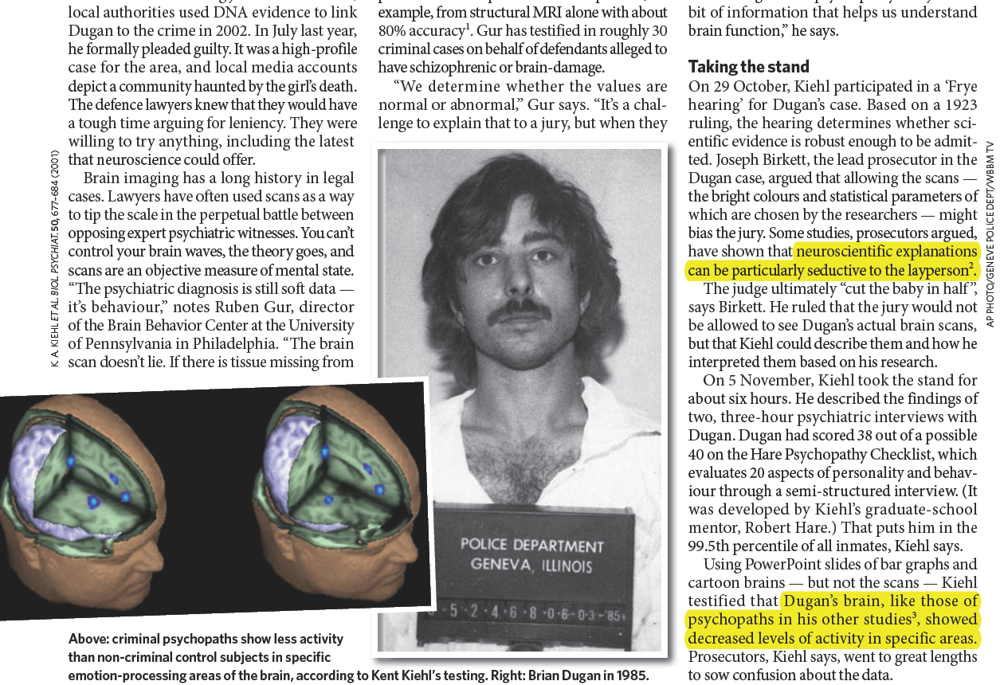 local authorities used DNA evidence to link
Dugan to the crime in 2002. In July last year,
he formally pleaded guilty. It was a high-profile
case for the area, and local media accounts
depict a community haunted by the girl's death.
The defence lawyers knew that they would have
a tough time arguing for leniency. They were
willing to try anything, including the latest
that neuroscience could offer.
Brain imaging has a long history in legal
cases. Lawyers have often used scans as a way
to tip the scale in the perpetual battle between
opposing expert psychiatric witnesses. You can't
control your brain waves, the theory goes, and
scans are an objective measure of mental state.
“The psychiatric diagnosis is still soft data —
it's behaviour,” notes Ruben Gur, director
of the Brain Behavior Center at the University
of Pennsylvania in Philadelphia. “The brain
scan doesn't lie. If there is tissue missing from
K. A. KIEHL ET AL. BIOL. PSYCHIAT. 50, 677–684 (2001)
example, from structural MRI alone with about
80% accuracy¹. Gur has testified in roughly 30
criminal cases on behalf of defendants alleged to
have schizophrenic or brain-damage.
“We determine whether the values are
normal or abnormal,” Gur says. “It's a chal-
lenge to explain that to a jury, but when they
POLICE DEPARTMENT
GENEVA, ILLINOIS
Above: criminal psychopaths show less activity
than non-criminal control subjects in specific
emotion-processing areas of the brain, according to Kent Kiehl's testing. Right: Brian Dugan in 1985.
bit of information that helps us understand
brain function,” he says.
Taking the stand
On 29 October, Kiehl participated in a ‘Frye
hearing’ for Dugan's case. Based on a 1923
ruling, the hearing determines whether sci-
entific evidence is robust enough to be admit-
ted. Joseph Birkett, the lead prosecutor in the
Dugan case, argued that allowing the scans —
the bright colours and statistical parameters of
which are chosen by the researchers — might
bias the jury. Some studies, prosecutors argued,
have shown that neuroscientific explanations
can be particularly seductive to the layperson².
The judge ultimately “cut the baby in half”,
says Birkett. He ruled that the jury would not
be allowed to see Dugan's actual brain scans,
but that Kiehl could describe them and how he
interpreted them based on his research.
On 5 November, Kiehl took the stand for
about six hours. He described the findings of
two, three-hour psychiatric interviews with
Dugan. Dugan had scored 38 out of a possible
40 on the Hare Psychopathy Checklist, which
evaluates 20 aspects of personality and behav-
iour through a semi-structured interview. (It
was developed by Kiehl's graduate-school
mentor, Robert Hare.) That puts him in the
99.5th percentile of all inmates, Kiehl says.
Using PowerPoint slides of bar graphs and
cartoon brains — but not the scans — Kiehl
testified that Dugan's brain, like those of
psychopaths in his other studies³, showed
decreased levels of activity in specific areas.
Prosecutors, Kiehl says, went to great lengths
to sow confusion about the data.
AP PHOTO/GENEVE POLICE DEPT/WBBM TV